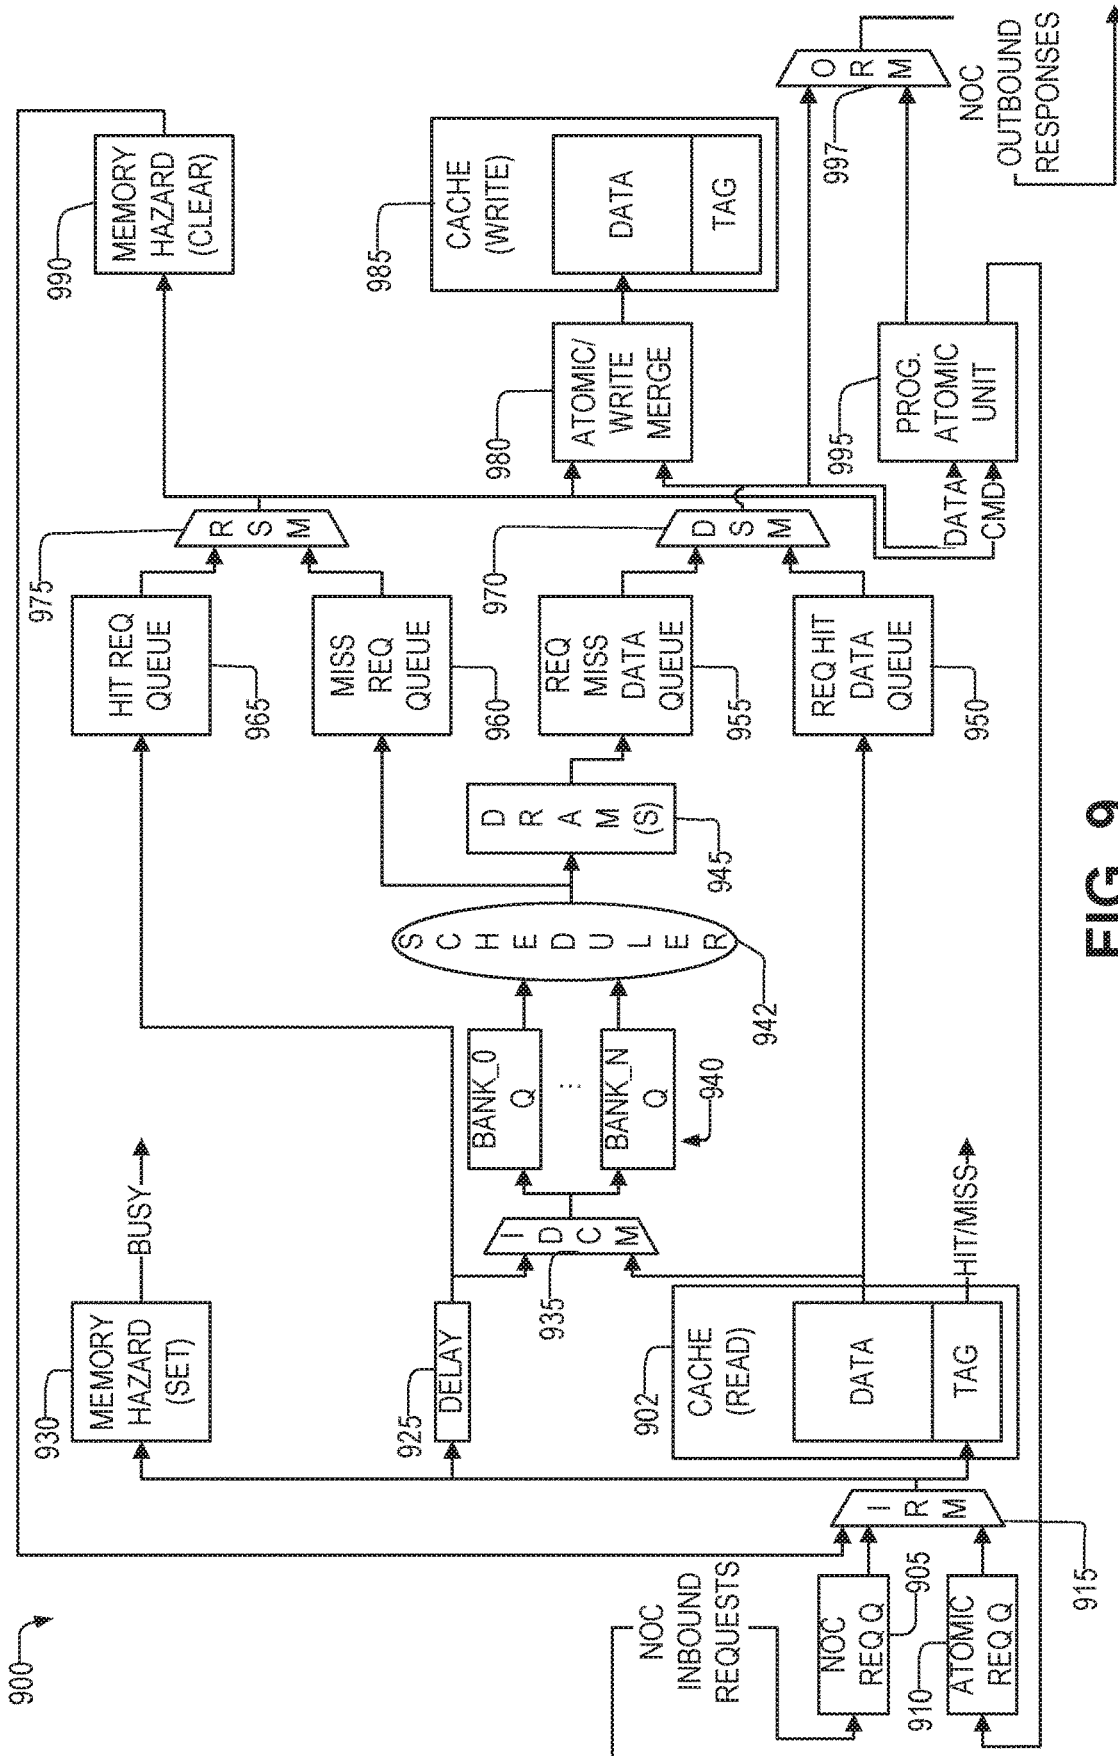 900
NOC
INBOUND
REQUESTS
NOC
REQ Q
905
910
ATOMIC
REQ Q
I
R
M
915
930
MEMORY
HAZARD
(SET)
BUSY
925
DELAY
902
CACHE
(READ)
DATA
TAG
HIT/MISS
935
I
D
C
M
BANK_0
Q
...
BANK_N
Q
940
S
C
H
E
D
U
L
E
R
942
D
R
A
M
(S)
945
HIT REQ
QUEUE
965
MISS
REQ
QUEUE
960
REQ
MISS
DATA
QUEUE
955
REQ HIT
DATA
QUEUE
950
975
R
S
M
970
D
S
M
990
MEMORY
HAZARD
(CLEAR)
980
ATOMIC/
WRITE
MERGE
985
CACHE
(WRITE)
DATA
TAG
DATA
CMD
995
PROG.
ATOMIC
UNIT
997
O
R
M
NOC
OUTBOUND
RESPONSES
FIG. 9